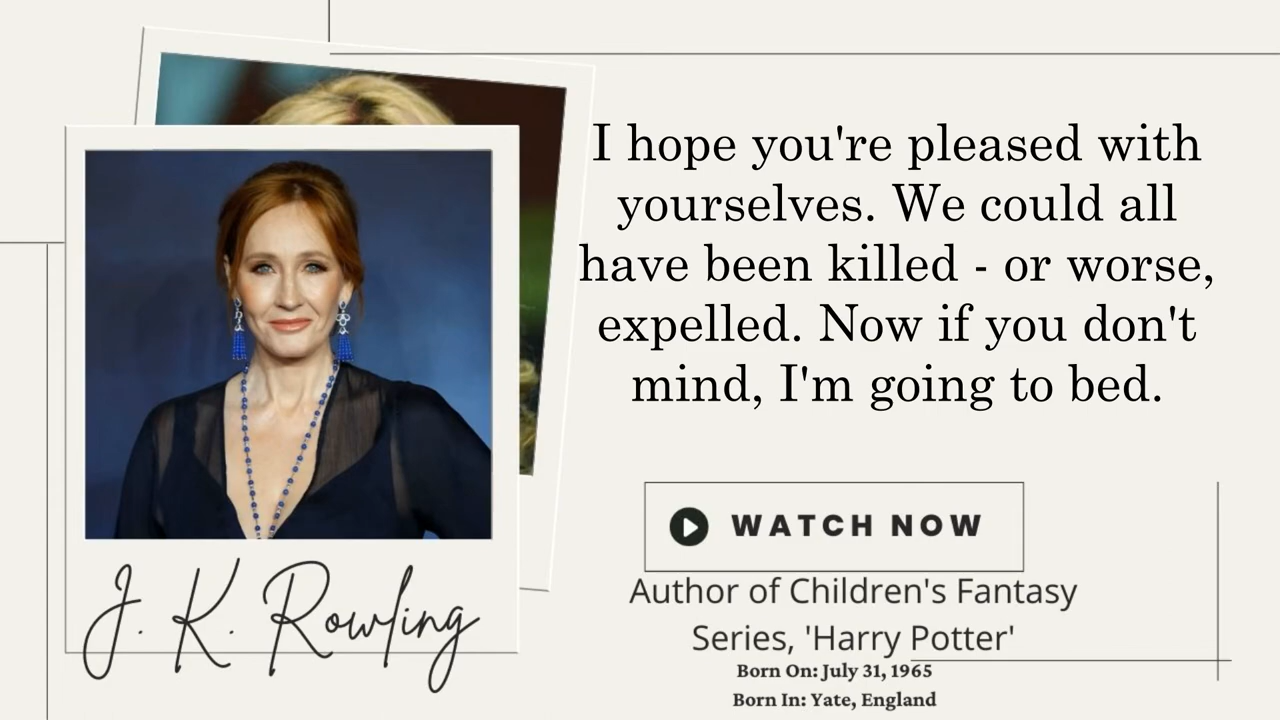 I hope you're pleased with
yourselves. We could all
have been killed - or worse,
expelled. Now if you don't
mind, I'm going to bed.
WATCH NOW
Author of Children's Fantasy
Series, 'Harry Potter'
Born On: July 31, 1965
Born In: Yate, England
J. K. Rowling